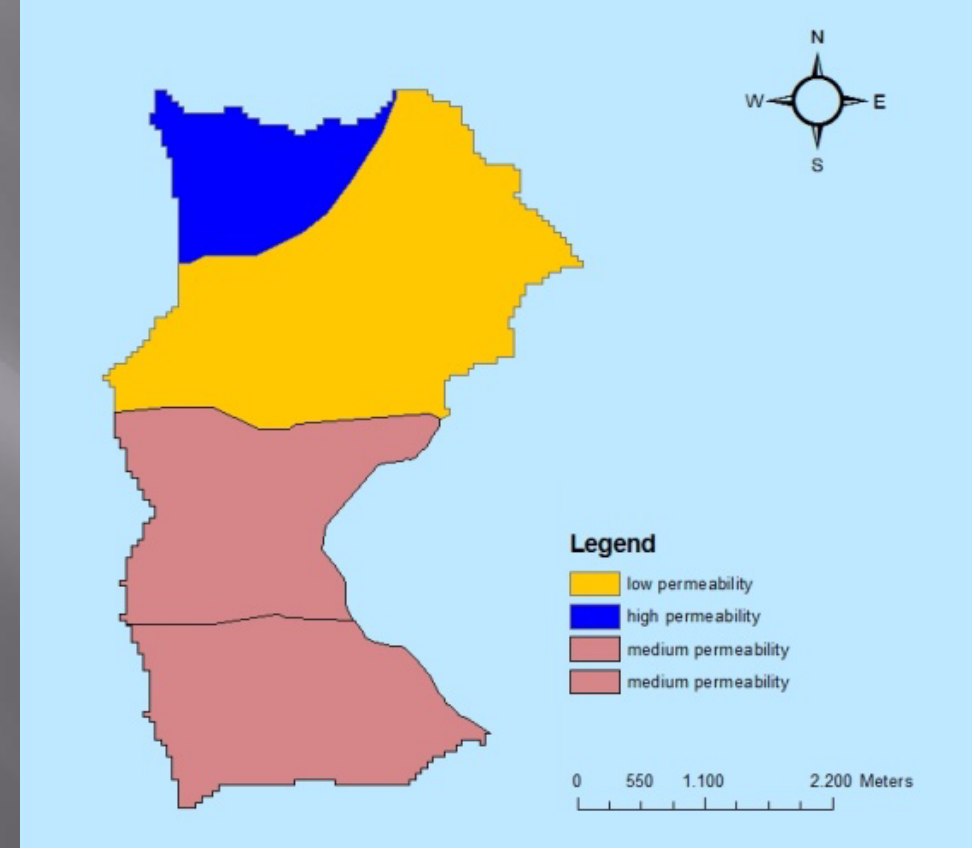 N
W E
S
Legend
low permeability
high permeability
medium permeability
medium permeability
0 550 1.100 2.200 Meters